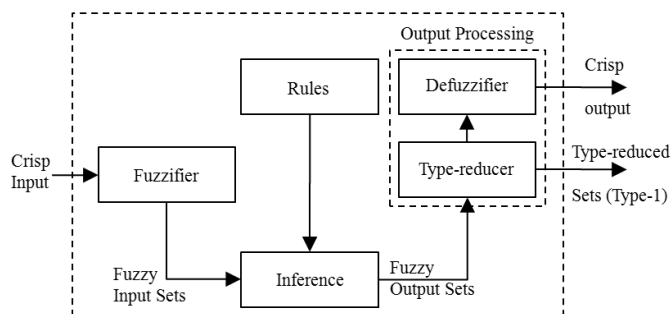 Output Processing
Crisp
output
Defuzzifier
Rules
Type-reduced
Sets (Type-1)
Type-reducer
Crisp
Input
Fuzzifier
Fuzzy
Input Sets
Inference
Fuzzy
Output Sets